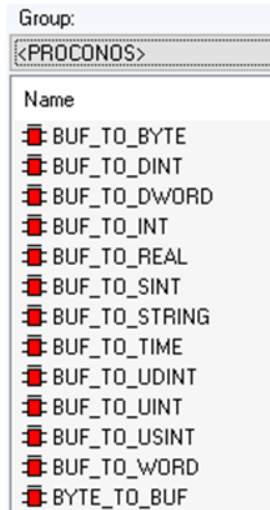 Group:
<PROCONOS>
Name
BUF_TO_BYTE
BUF_TO_DINT
BUF_TO_DWORD
BUF_TO_INT
BUF_TO_REAL
BUF_TO_SINT
BUF_TO_STRING
BUF_TO_TIME
BUF_TO_UDINT
BUF_TO_UINT
BUF_TO_USINT
BUF_TO_WORD
BYTE_TO_BUF